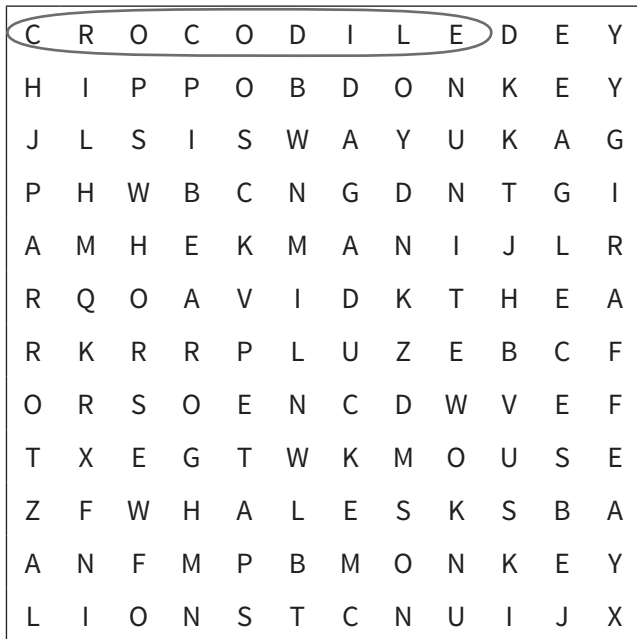 C R O C O D I L E D E Y
H I P P O B D O N K E Y
J L S I S W A Y U K A G
P H W B C N G D N T G I
A M H E K M A N I J L R
R Q O A V I D K T H E A
R K R R P L U Z E B C F
O R S O E N C D W V E F
T X E G T W K M O U S E
Z F W H A L E S K S B A
A N F M P B M O N K E Y
L I O N S T C N U I J X